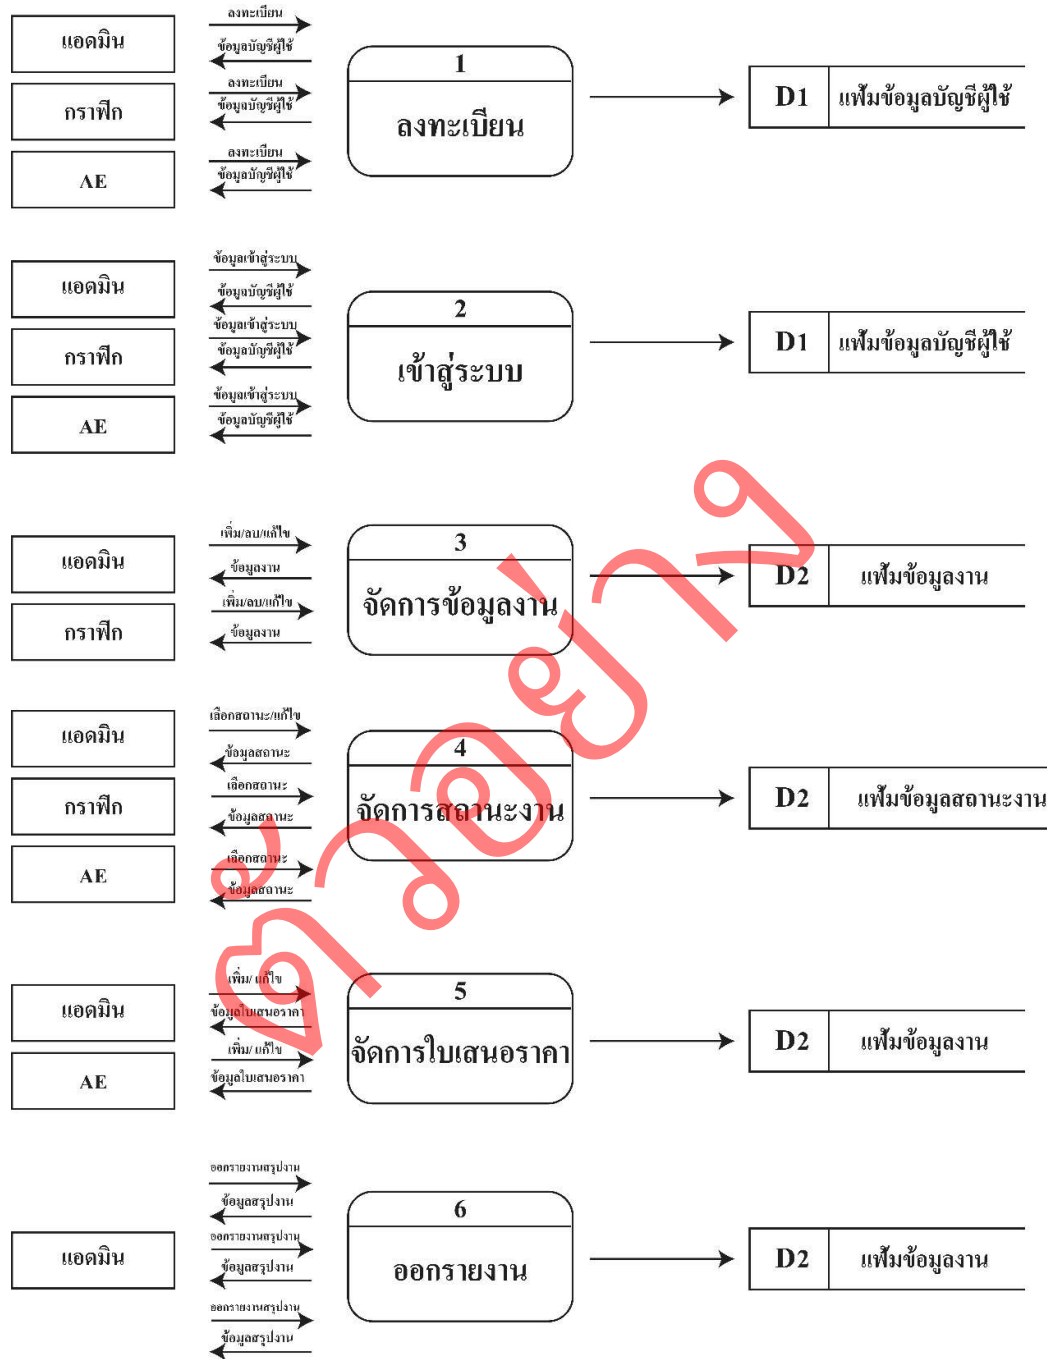 แอดมิน
ลงทะเบียน
ข้อมูลบัญชีผู้ใช้
กราฟิก
ลงทะเบียน
ข้อมูลบัญชีผู้ใช้
AE
ลงทะเบียน
ข้อมูลบัญชีผู้ใช้
1
ลงทะเบียน
D1 แฟ้มข้อมูลบัญชีผู้ใช้
แอดมิน
ข้อมูลเข้าสู่ระบบ
ข้อมูลบัญชีผู้ใช้
กราฟิก
ข้อมูลเข้าสู่ระบบ
ข้อมูลบัญชีผู้ใช้
AE
ข้อมูลเข้าสู่ระบบ
ข้อมูลบัญชีผู้ใช้
2
เข้าสู่ระบบ
D1 แฟ้มข้อมูลบัญชีผู้ใช้
แอดมิน
เพิ่ม/ลบ/แก้ไข
ข้อมูลงาน
กราฟิก
เพิ่ม/ลบ/แก้ไข
ข้อมูลงาน
3
จัดการข้อมูลงาน
D2 แฟ้มข้อมูลงาน
แอดมิน
เลือกสถานะ/แก้ไข
ข้อมูลสถานะ
กราฟิก
เลือกสถานะ
ข้อมูลสถานะ
AE
เลือกสถานะ
ข้อมูลสถานะ
4
จัดการสถานะงาน
D2 แฟ้มข้อมูลสถานะงาน
แอดมิน
เพิ่ม/ แก้ไข
ข้อมูลใบเสนอราคา
AE
เพิ่ม/ แก้ไข
ข้อมูลใบเสนอราคา
5
จัดการใบเสนอราคา
D2 แฟ้มข้อมูลงาน
แอดมิน
ออกรายงานสรุปงาน
ข้อมูลสรุปงาน
ออกรายงานสรุปงาน
ข้อมูลสรุปงาน
ออกรายงานสรุปงาน
ข้อมูลสรุปงาน
6
ออกรายงาน
D2 แฟ้มข้อมูลงาน
ตัวอย่าง